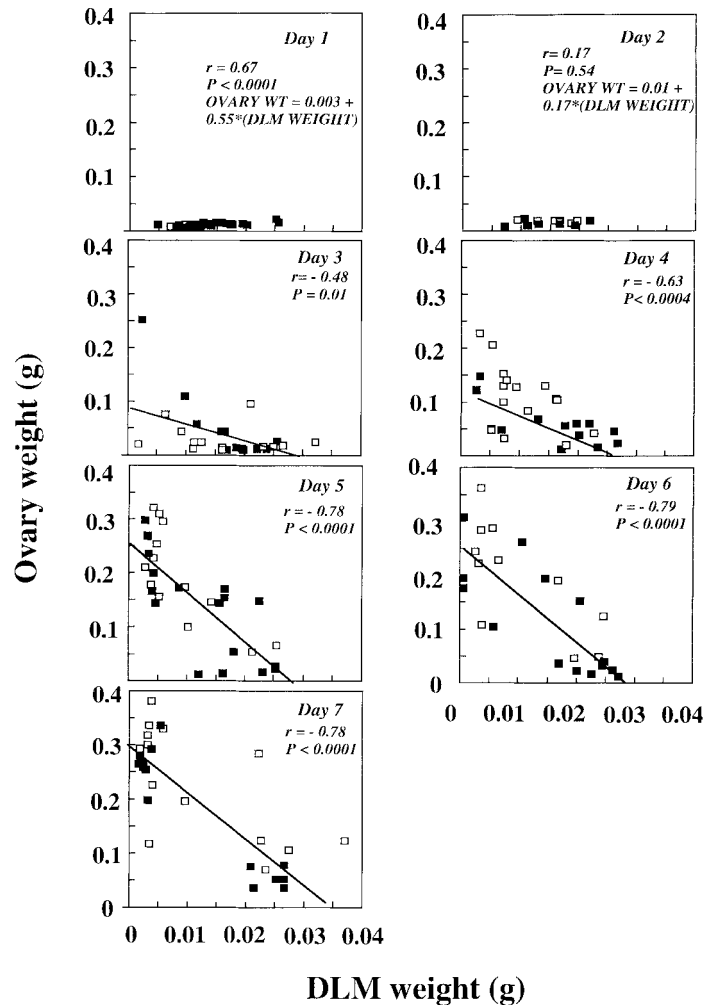 0.4
0.3
0.2
0.1
Day 1
r = 0.67
P < 0.0001
OVARY WT = 0.003 +
0.55*(DLM WEIGHT)
0.4
0.3
0.2
0.1
Day 2
r= 0.17
P= 0.54
OVARY WT = 0.01 +
0.17*(DLM WEIGHT)
0.4
0.3
0.2
0.1
Day 3
r= - 0.48
P = 0.01
0.4
0.3
0.2
0.1
Day 4
r = - 0.63
P< 0.0004
Ovary weight (g)
0.4
0.3
0.2
0.1
0
Day 5
r = - 0.78
P < 0.0001
0.4
0.3
0.2
0.1
0
Day 6
r = - 0.79
P < 0.0001
0 0.01 0.02 0.03 0.04
0.4
0.3
0.2
0.1
0
Day 7
r = - 0.78
P < 0.0001
0 0.01 0.02 0.03 0.04
DLM weight (g)